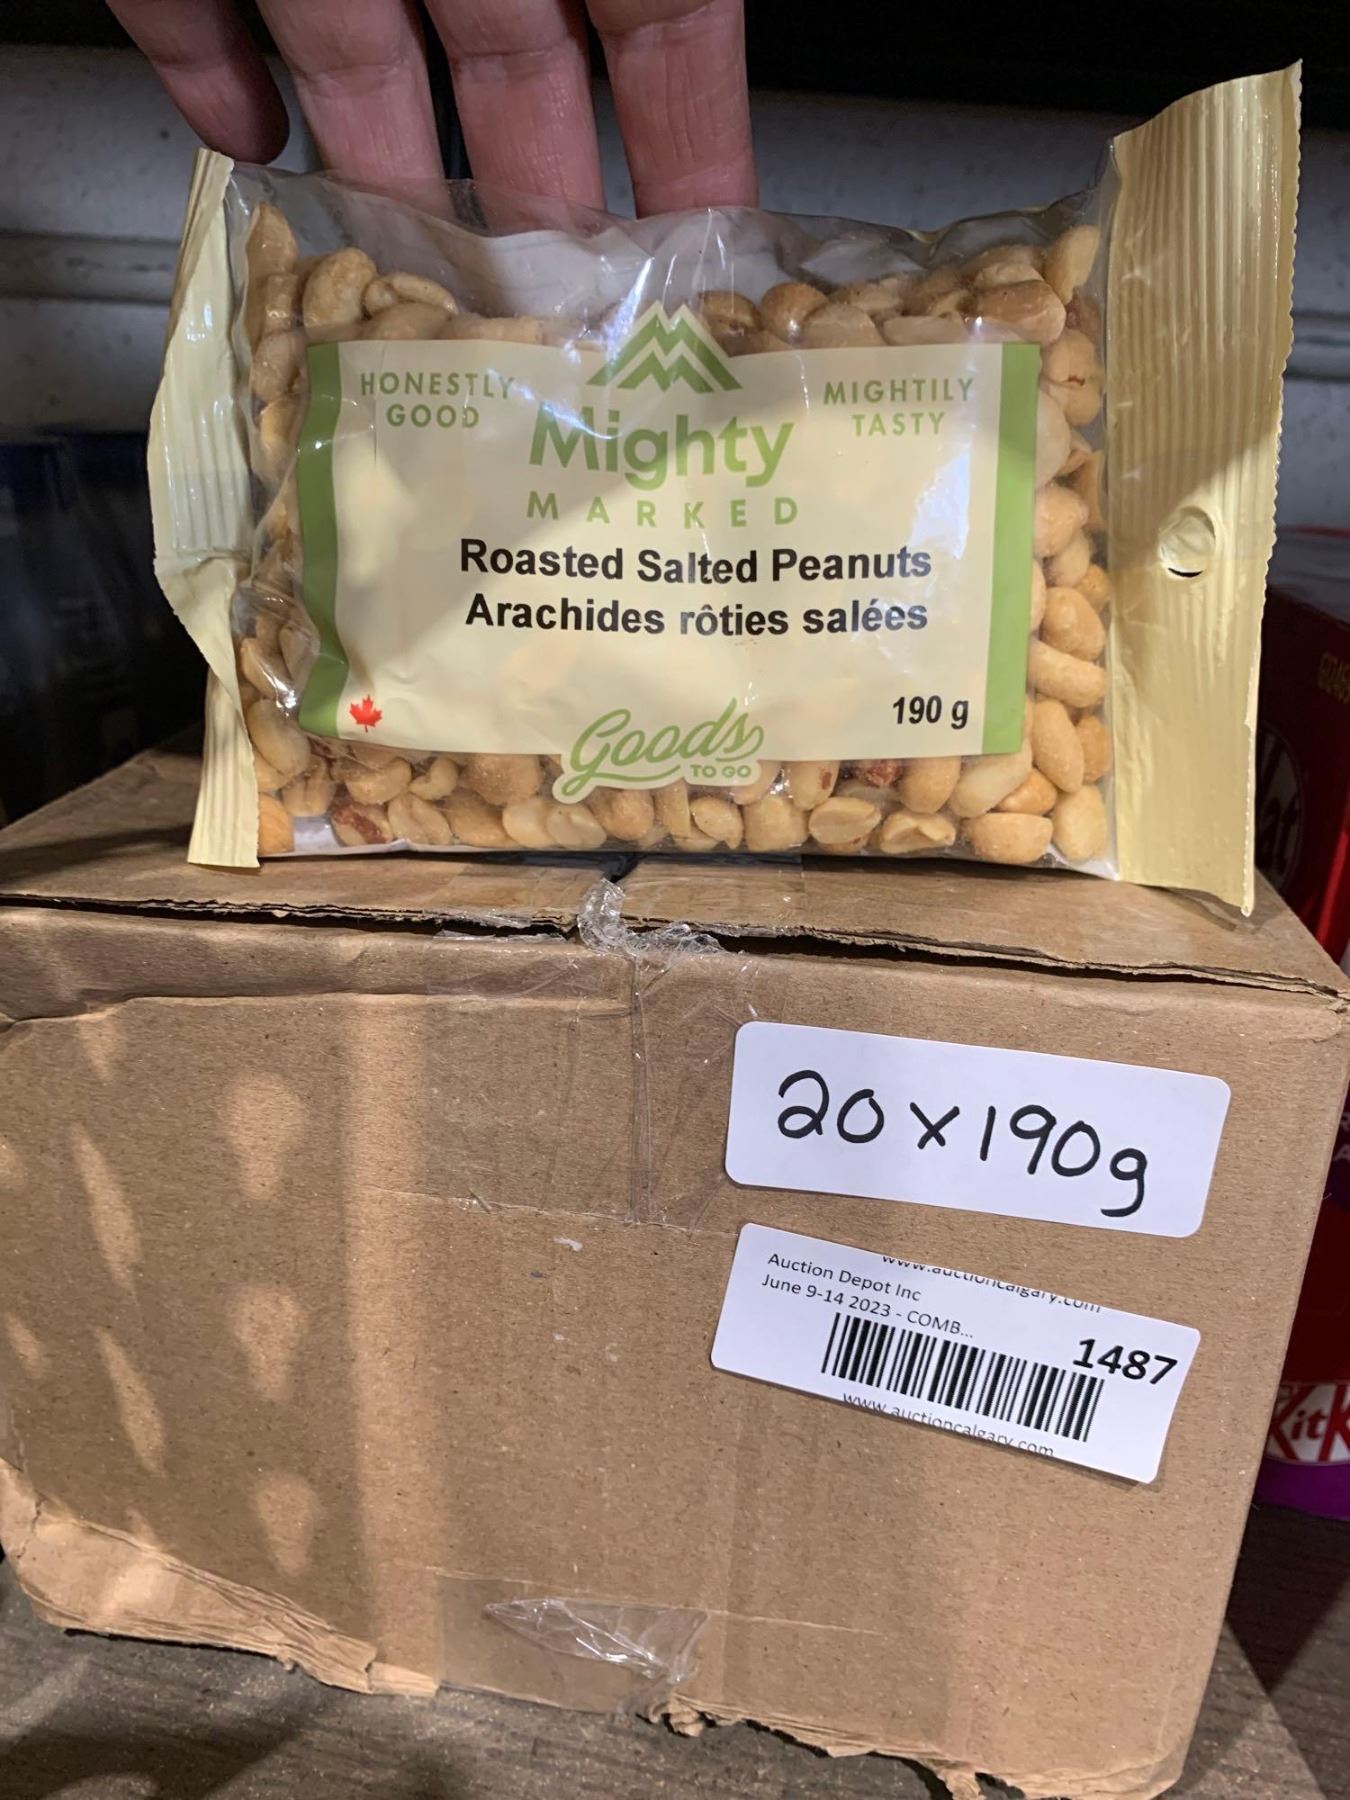 HONESTLY
GOOD
MIGHTILY
TASTY
Mighty
MARKED
Roasted Salted Peanuts
Arachides rôties salées
190 g
Goods
TO GO
20 x 190g
www.auctioncalgary.com
Auction Depot Inc
June 9-14 2023 - COMB...
1487
www.auctioncalgary.com
KitK